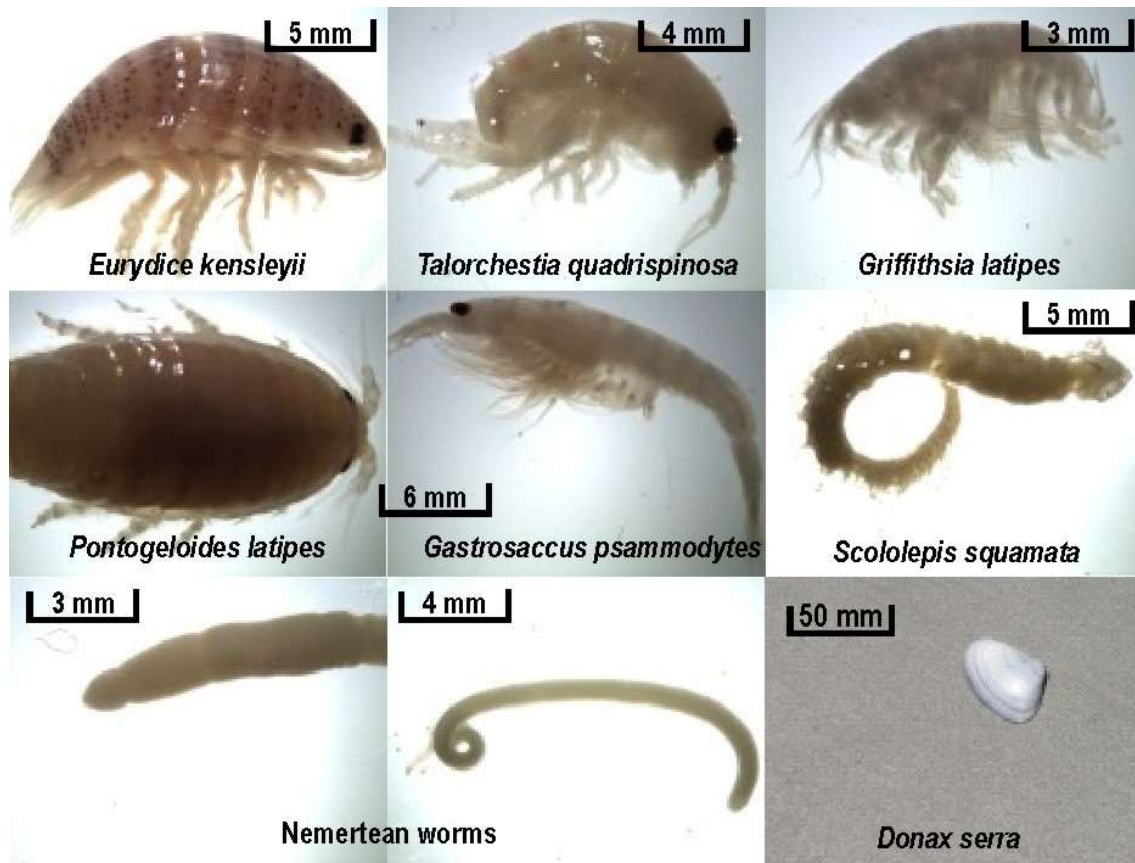 5 mm
4 mm
3 mm
Eurydice kensleyii
Talorchestia quadrispinosa
Griffithsia latipes
5 mm
6 mm
Pontogeloides latipes
Gastrosaccus psammodytes
Scololepis squamata
3 mm
4 mm
50 mm
Nemertean worms
Donax serra